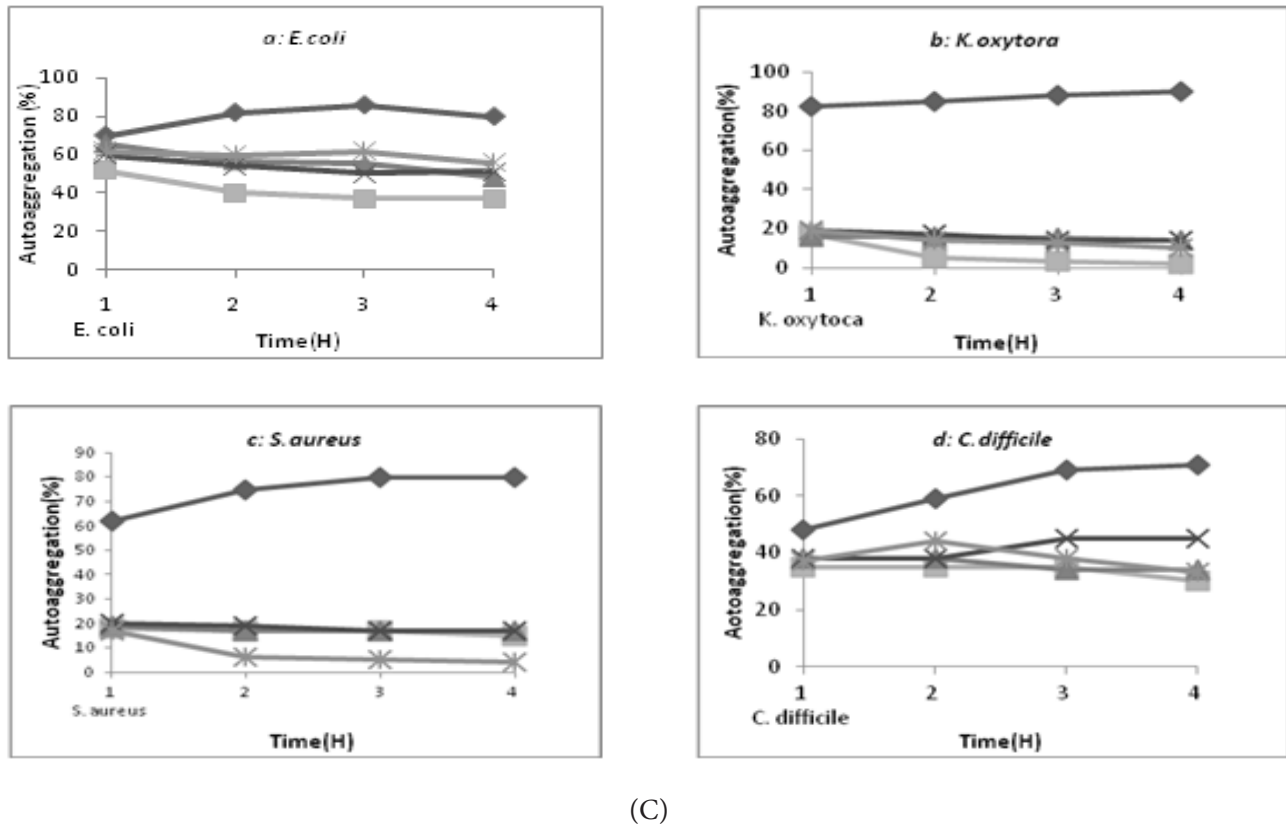 a: E.coli
Autoaggregation (%)
100
80
60
40
20
0
1 2 3 4
E. coli
Time(H)
b: K.oxytora
Autoaggregation(%)
100
80
60
40
20
0
1 2 3 4
K. oxytoca
Time(H)
c: S.aureus
Autoaggregation(%)
90
80
70
60
50
40
30
20
10
0
1 2 3 4
S. aureus
Time(H)
d: C.difficile
Aotoaggregation(%)
80
60
40
20
0
1 2 3 4
C. difficile
Time(H)
(C)